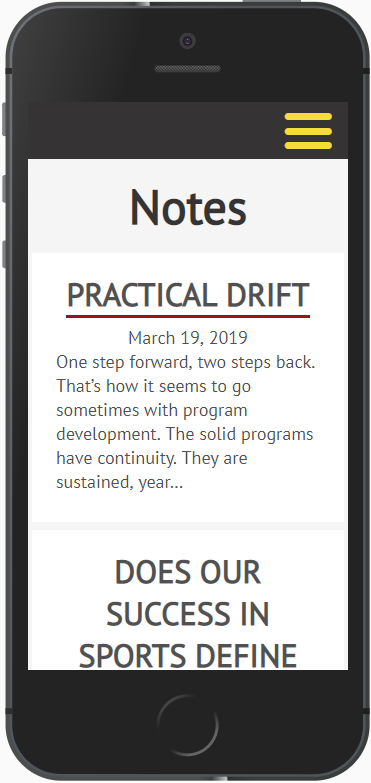 Notes
PRACTICAL DRIFT
March 19, 2019
One step forward, two steps back.
That’s how it seems to go
sometimes with program
development. The solid programs
have continuity. They are
sustained, year...
DOES OUR
SUCCESS IN
SPORTS DEFINE